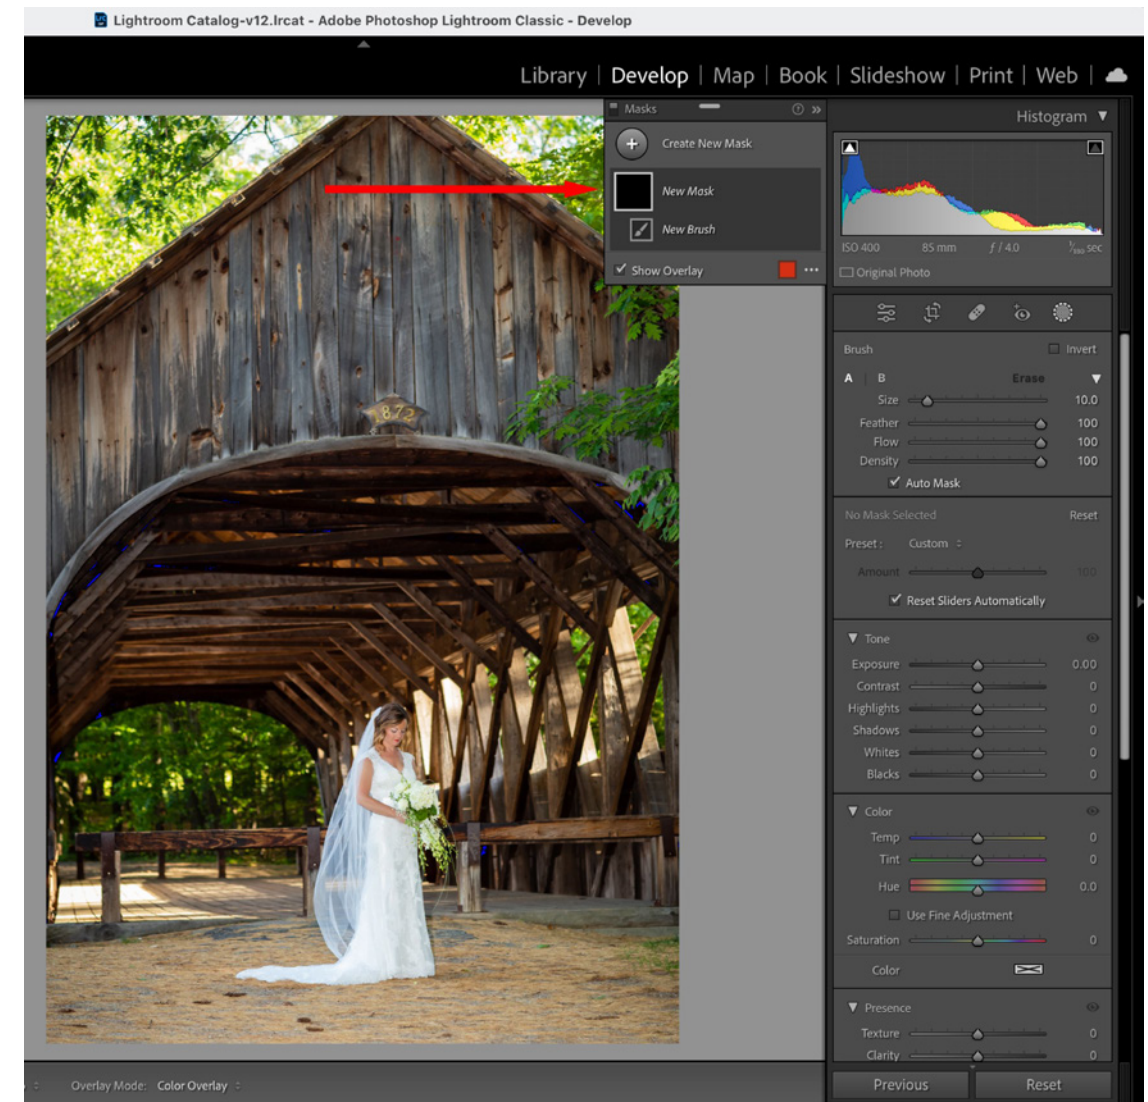 Lightroom Catalog-v12.lrcat - Adobe Photoshop Lightroom Classic - Develop
Library | Develop | Map | Book | Slideshow | Print | Web |
Masks
Create New Mask
New Mask
New Brush
Show Overlay
Histogram
ISO 400 85 mm ƒ / 4.0 sec
Original Photo
Brush Invert
A B Erase
Size 10.0
Feather 100
Flow 100
Density 100
Auto Mask
No Mask Selected Reset
Preset : Custom
Amount 100
Reset Sliders Automatically
Tone
Exposure 0.00
Contrast 0
Highlights 0
Shadows 0
Whites 0
Blacks 0
Color
Temp 0
Tint 0
Hue 0.0
Use Fine Adjustment
Saturation 0
Color
Presence
Texture 0
Clarity 0
Previous Reset
1872
Overlay Mode: Color Overlay